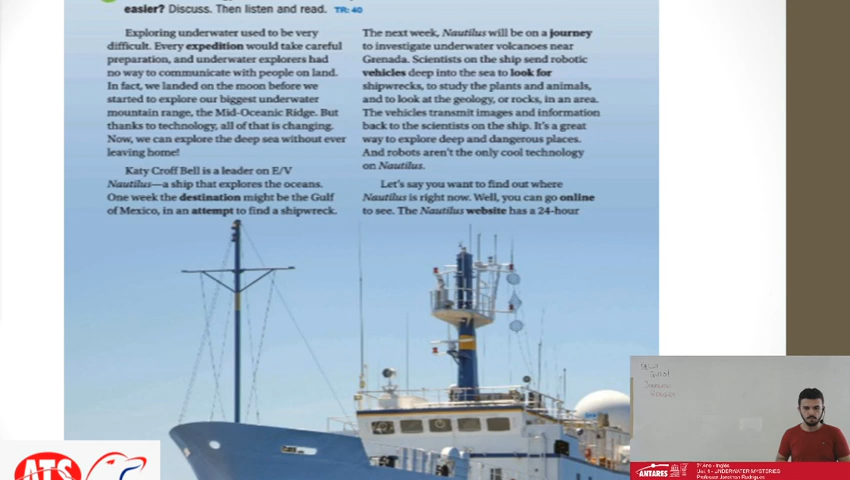 easier? Discuss. Then listen and read. TR: 40
Exploring underwater used to be very
difficult. Every expedition would take careful
preparation, and underwater explorers had
no way to communicate with people on land.
In fact, we landed on the moon before we
started to explore our biggest underwater
mountain range, the Mid-Oceanic Ridge. But
thanks to technology, all of that is changing.
Now, we can explore the deep sea without ever
leaving home!
Katy Croff Bell is a leader on E/V
Nautilus—a ship that explores the oceans.
One week the destination might be the Gulf
of Mexico, in an attempt to find a shipwreck.
The next week, Nautilus will be on a journey
to investigate underwater volcanoes near
Grenada. Scientists on the ship send robotic
vehicles deep into the sea to look for
shipwrecks, to study the plants and animals,
and to look at the geology, or rocks, in an area.
The vehicles transmit images and information
back to the scientists on the ship. It's a great
way to explore deep and dangerous places.
And robots aren't the only cool technology
on Nautilus.
Let's say you want to find out where
Nautilus is right now. Well, you can go online
to see. The Nautilus website has a 24-hour
ATS
ANTARES
7º Ano - Inglês
UNDERWATER MYSTERIES
Professor Jonathan Rodrigues